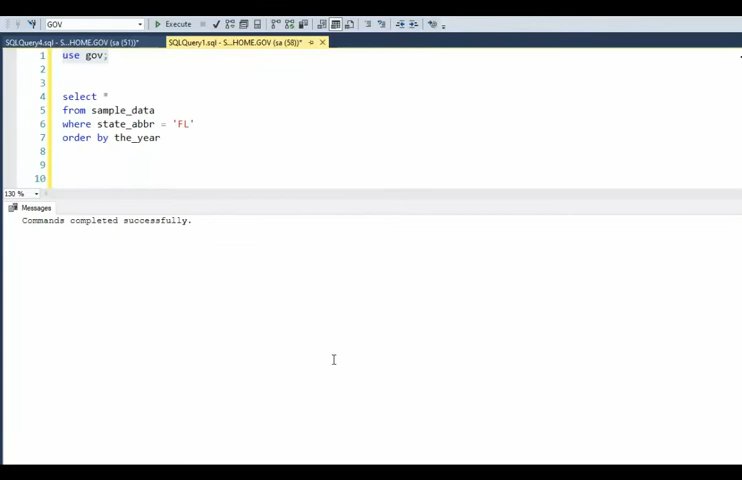 GOV
Execute
SQLQuery4.sql - S...HOME.GOV (sa (51))*
SQLQuery1.sql - S...HOME.GOV (sa (58))*
1 use gov;
2
3
4 select *
5 from sample_data
6 where state_abbr = 'FL'
7 order by the_year
8
9
10
130 %
Messages
Commands completed successfully.